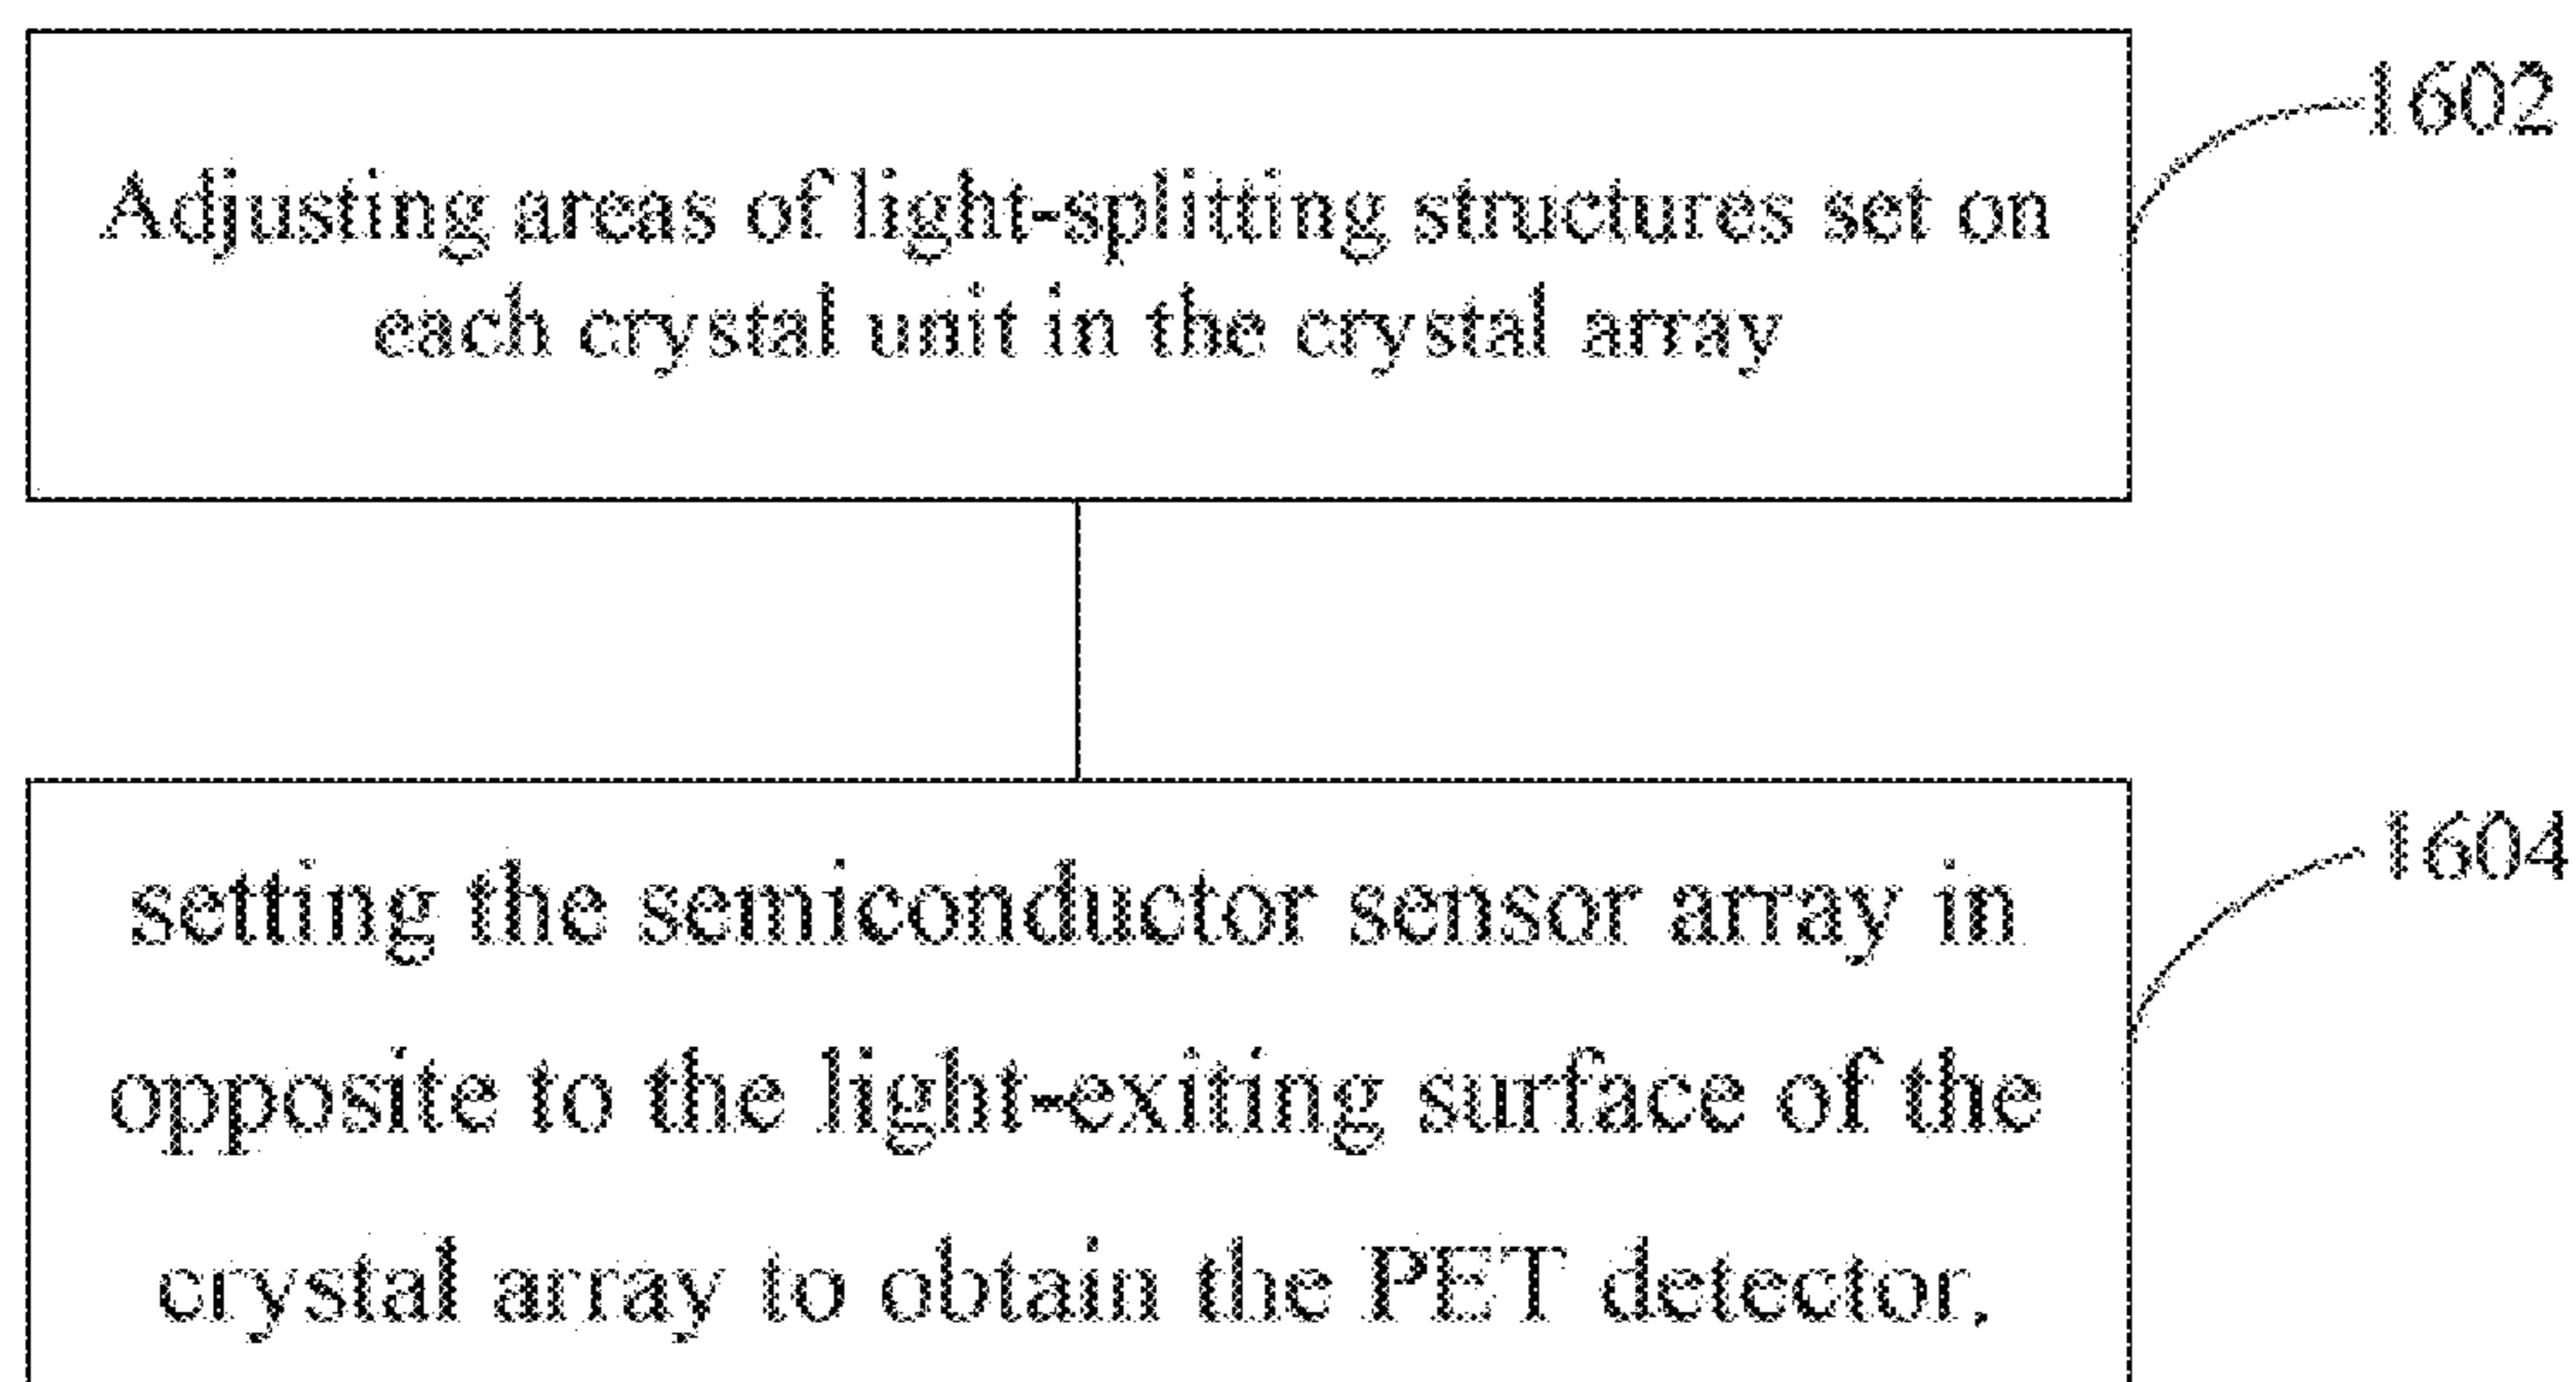 1602
Adjusting areas of light-splitting structures set on
each crystal unit in the crystal array
1604
setting the semiconductor sensor array in
opposite to the light-exiting surface of the
crystal array to obtain the PET detector.